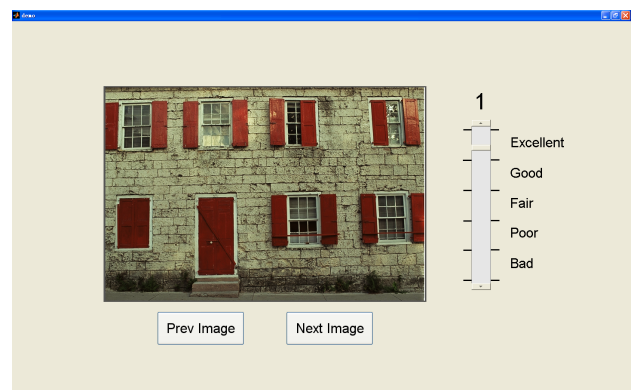 demo
1
Excellent
Good
Fair
Poor
Bad
Prev Image
Next Image